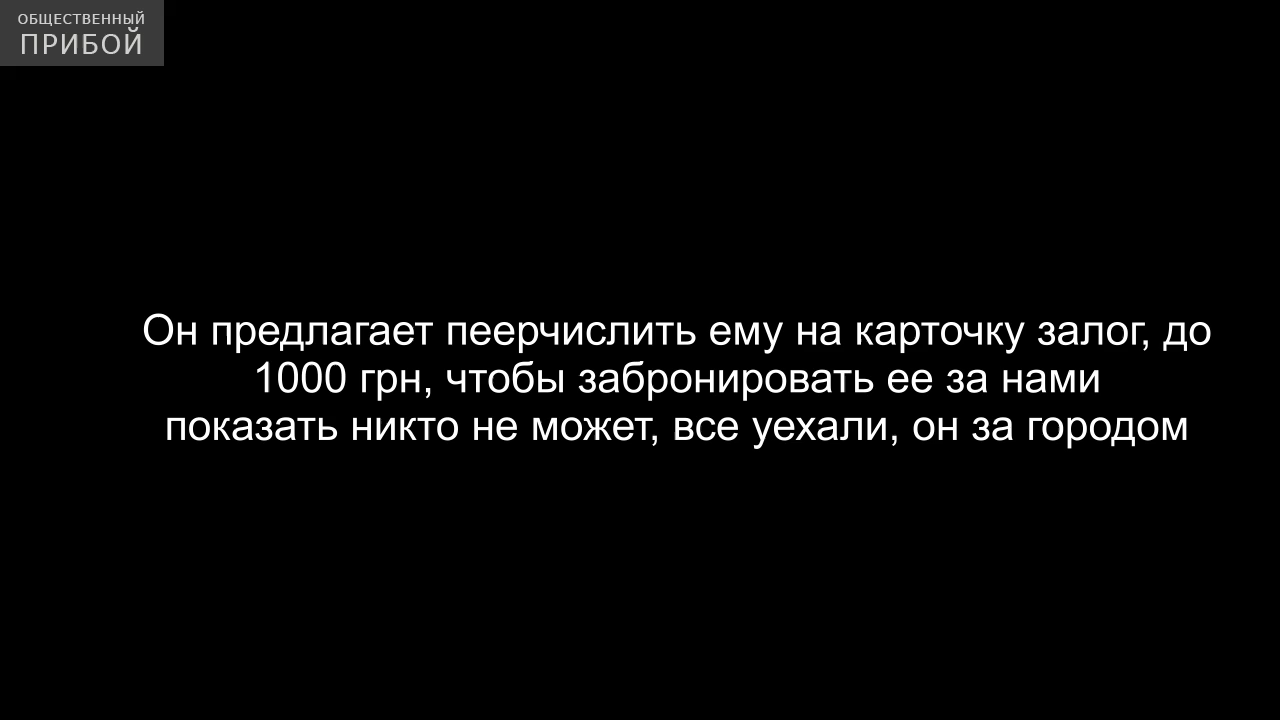 ОБЩЕСТВЕННЫЙ
ПРИБОЙ
Он предлагает пеерчислить ему на карточку залог, до
1000 грн, чтобы забронировать ее за нами
показать никто не может, все уехали, он за городом